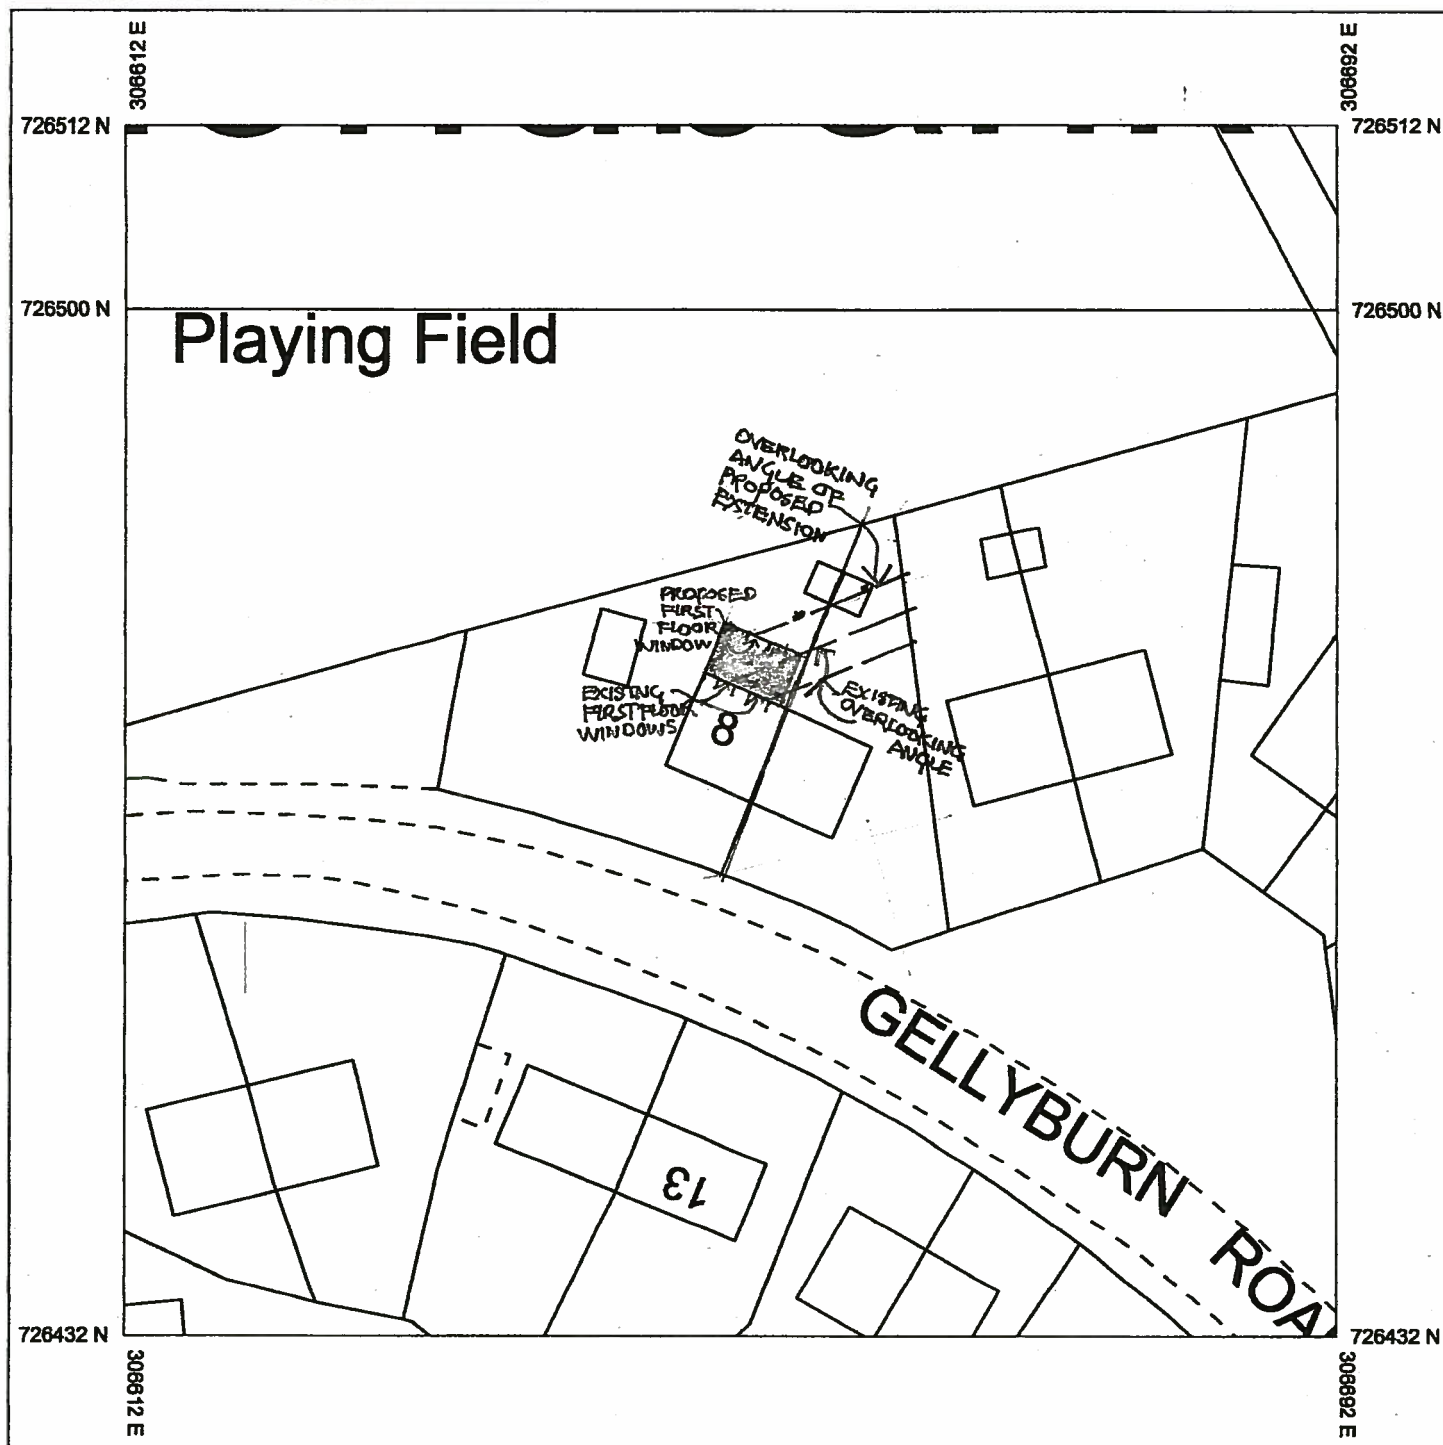 306612 E
306692 E
726512 N
726512 N
726500 N
726500 N
Playing Field
OVERLOOKING
ANGLE OF
PROPOSED
EXTENSION
PROPOSED
FIRST
FLOOR
WINDOW
EXISTING
FIRST FLOOR
WINDOWS
8
EXISTING
OVERLOOKING
ANGLE
GELLYBURN ROA
13
726432 N
726432 N
306612 E
306692 E